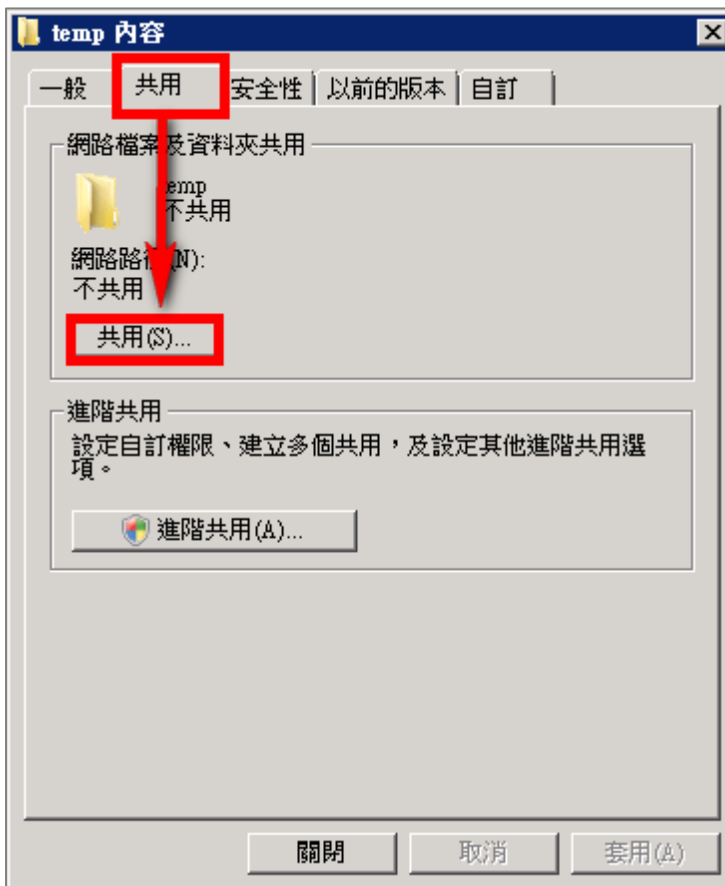 temp 內容
一般 共用 安全性 以前的版本 自訂
網路檔案及資料夾共用
temp
不共用
網路路徑(N):
不共用
共用(S)...
進階共用
設定自訂權限、建立多個共用，及設定其他進階共用選
項。
進階共用(A)...
關閉 取消 套用(A)